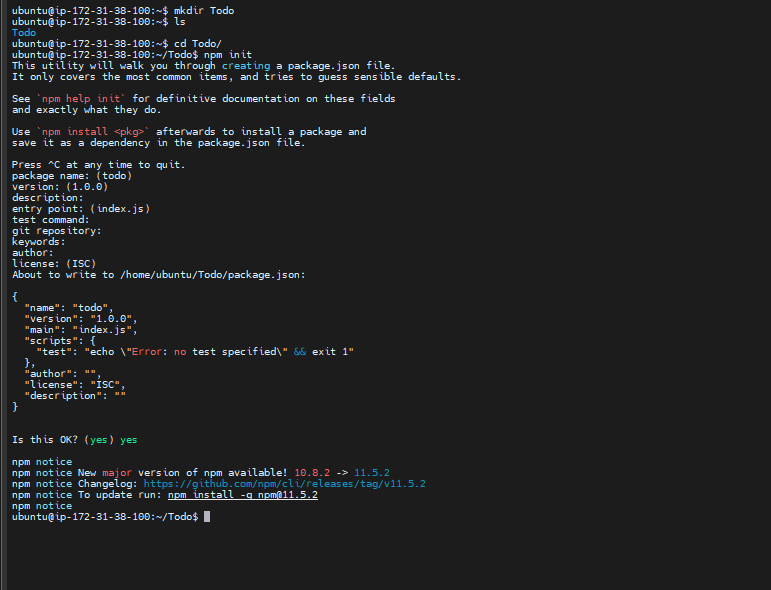 ubuntu@ip-172-31-38-100:~$ mkdir Todo
ubuntu@ip-172-31-38-100:~$ ls
Todo
ubuntu@ip-172-31-38-100:~$ cd Todo/
ubuntu@ip-172-31-38-100:~/Todo$ npm init
This utility will walk you through creating a package.json file.
It only covers the most common items, and tries to guess sensible defaults.

See `npm help init` for definitive documentation on these fields
and exactly what they do.

Use `npm install <pkg>` afterwards to install a package and
save it as a dependency in the package.json file.

Press ^C at any time to quit.
package name: (todo)
version: (1.0.0)
description:
entry point: (index.js)
test command:
git repository:
keywords:
author:
license: (ISC)
About to write to /home/ubuntu/Todo/package.json:

{
  "name": "todo",
  "version": "1.0.0",
  "main": "index.js",
  "scripts": {
    "test": "echo \"Error: no test specified\" && exit 1"
  },
  "author": "",
  "license": "ISC",
  "description": ""
}

Is this OK? (yes) yes

npm notice
npm notice New major version of npm available! 10.8.2 -> 11.5.2
npm notice Changelog: https://github.com/npm/cli/releases/tag/v11.5.2
npm notice To update run: npm install -g npm@11.5.2
npm notice
ubuntu@ip-172-31-38-100:~/Todo$